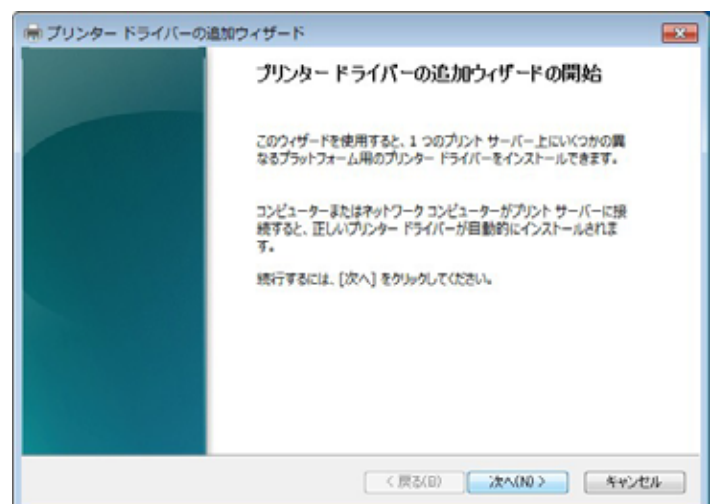 プリンター ドライバーの追加ウィザード
プリンター ドライバーの追加ウィザードの開始
このウィザードを使用すると、1 つのプリント サーバー上にいくつかの異
なるプラットフォーム用のプリンター ドライバーをインストールできます。
コンピューターまたはネットワーク コンピューターがプリント サーバーに接
続すると、正しいプリンター ドライバーが自動的にインストールされま
す。
続行するには、[次へ] をクリックしてください。
< 戻る(B)
次へ(N) >
キャンセル